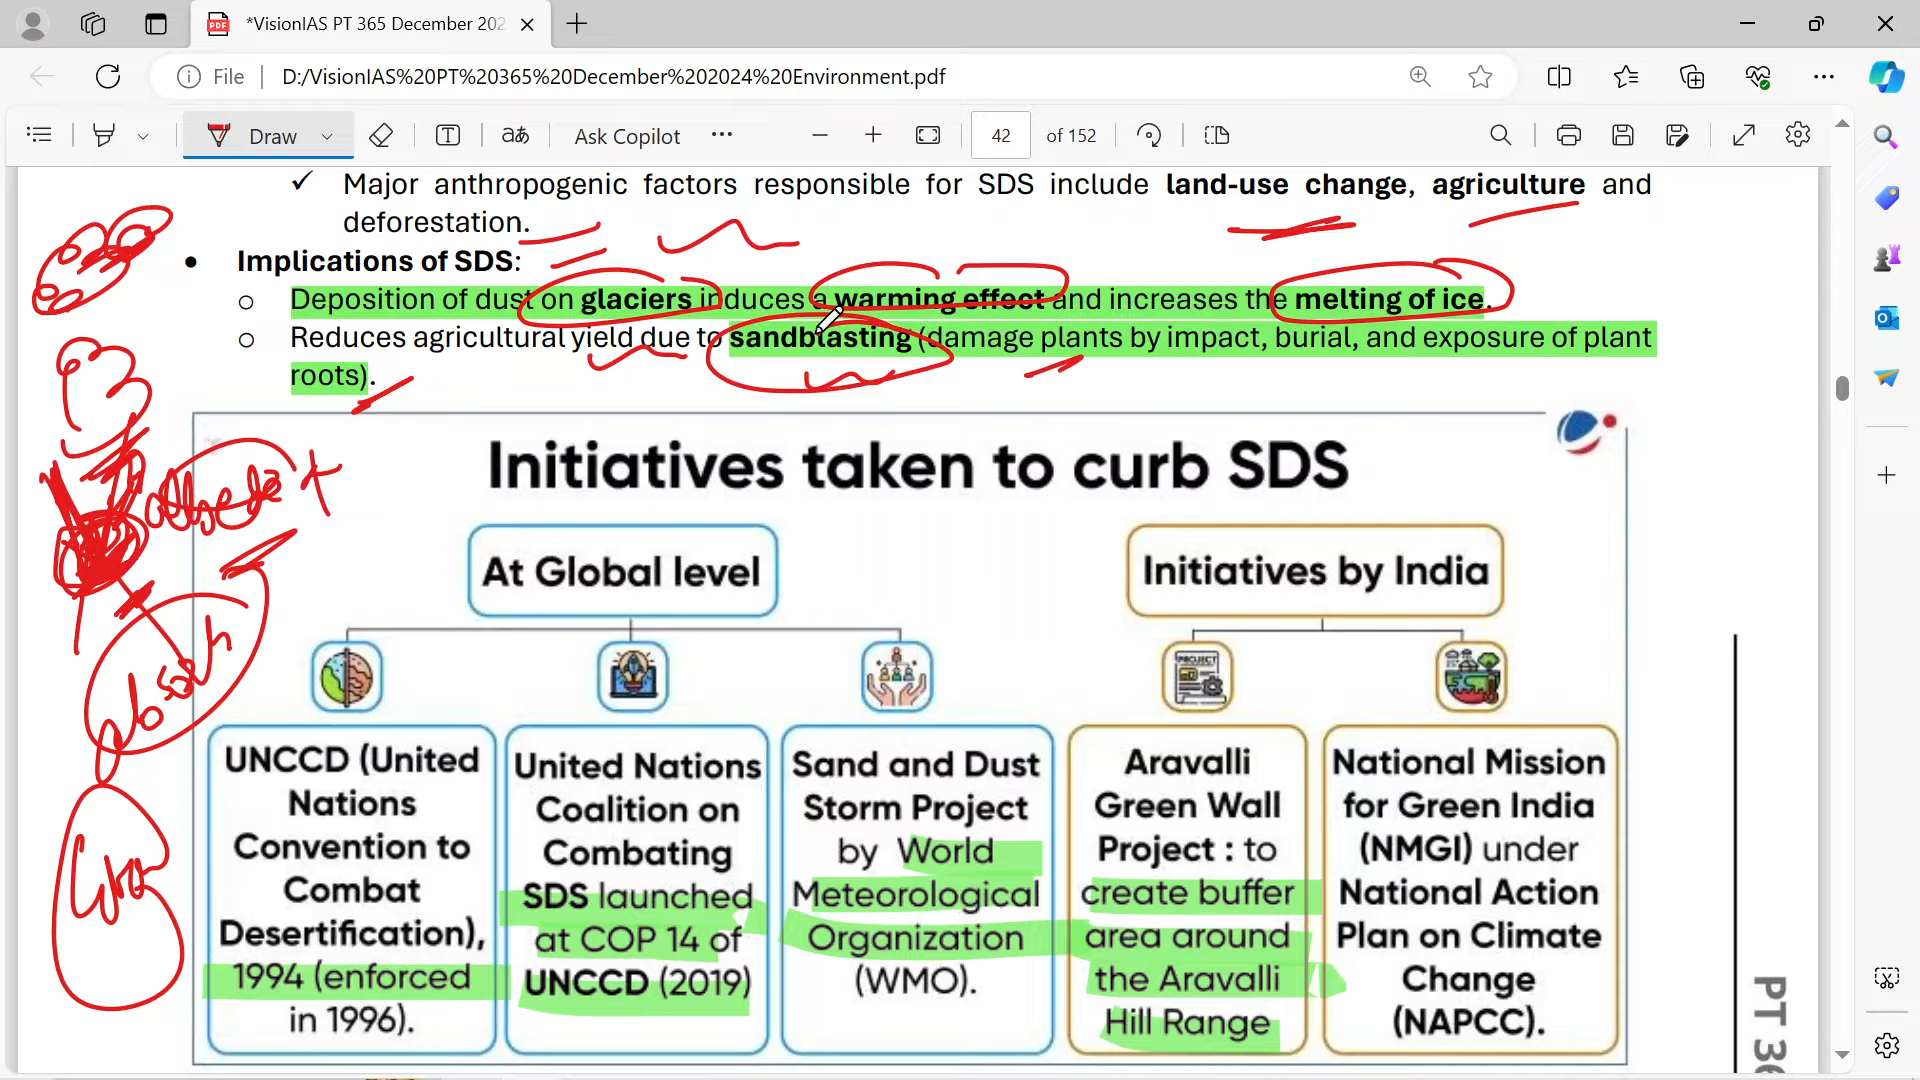 *VisionIAS PT 365 December 202
File
D:/VisionIAS%20PT%20365%20December%202024%20Environment.pdf
Draw
aあ
Ask Copilot
42
of 152
✓ Major anthropogenic factors responsible for SDS include land-use change, agriculture and
deforestation.
• Implications of SDS:
o Deposition of dust on glaciers induces a warming effect and increases the melting of ice.
o Reduces agricultural yield due to sandblasting (damage plants by impact, burial, and exposure of plant
roots).
Initiatives taken to curb SDS
At Global level
Initiatives by India
PROJECT
UNCCD (United
Nations
Convention to
Combat
Desertification),
1994 (enforced
in 1996).
United Nations
Coalition on
Combating
SDS launched
at COP 14 of
UNCCD (2019)
Sand and Dust
Storm Project
by World
Meteorological
Organization
(WMO).
Aravalli
Green Wall
Project : to
create buffer
area around
the Aravalli
Hill Range
National Mission
for Green India
(NMGI) under
National Action
Plan on Climate
Change
(NAPCC).
PT 36